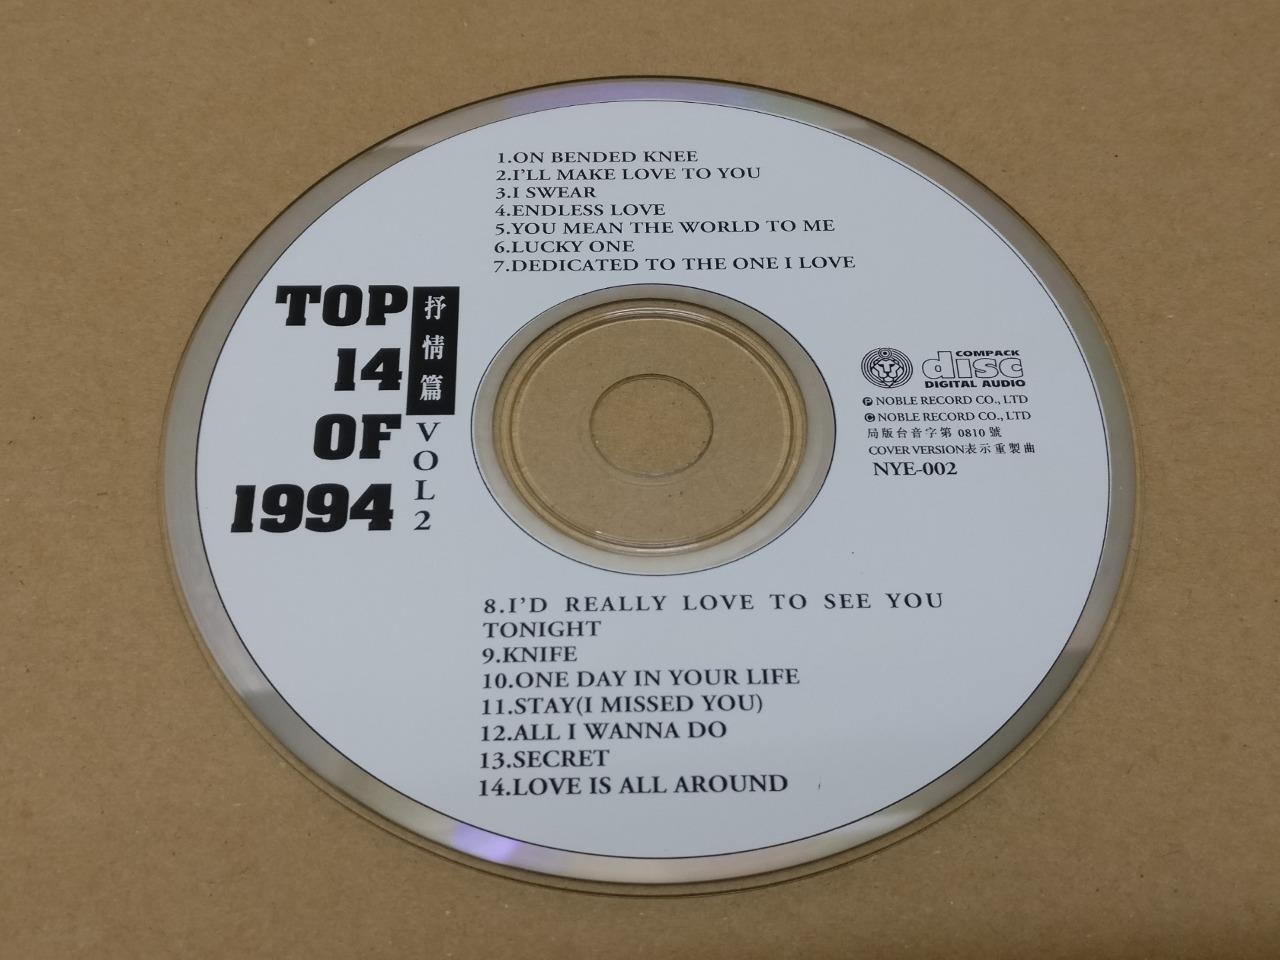 1.ON BENDED KNEE
2.I'LL MAKE LOVE TO YOU
3.I SWEAR
4.ENDLESS LOVE
5.YOU MEAN THE WORLD TO ME
6.LUCKY ONE
7.DEDICATED TO THE ONE I LOVE
TOP
14
OF
1994
抒情篇
VOL2
COMPACK
disc
DIGITAL AUDIO
Ⓟ NOBLE RECORD CO., LTD
© NOBLE RECORD CO., LTD
局版台音字第 0810 號
COVER VERSION表示重製曲
NYE-002
8.I'D REALLY LOVE TO SEE YOU
TONIGHT
9.KNIFE
10.ONE DAY IN YOUR LIFE
11.STAY(I MISSED YOU)
12.ALL I WANNA DO
13.SECRET
14.LOVE IS ALL AROUND